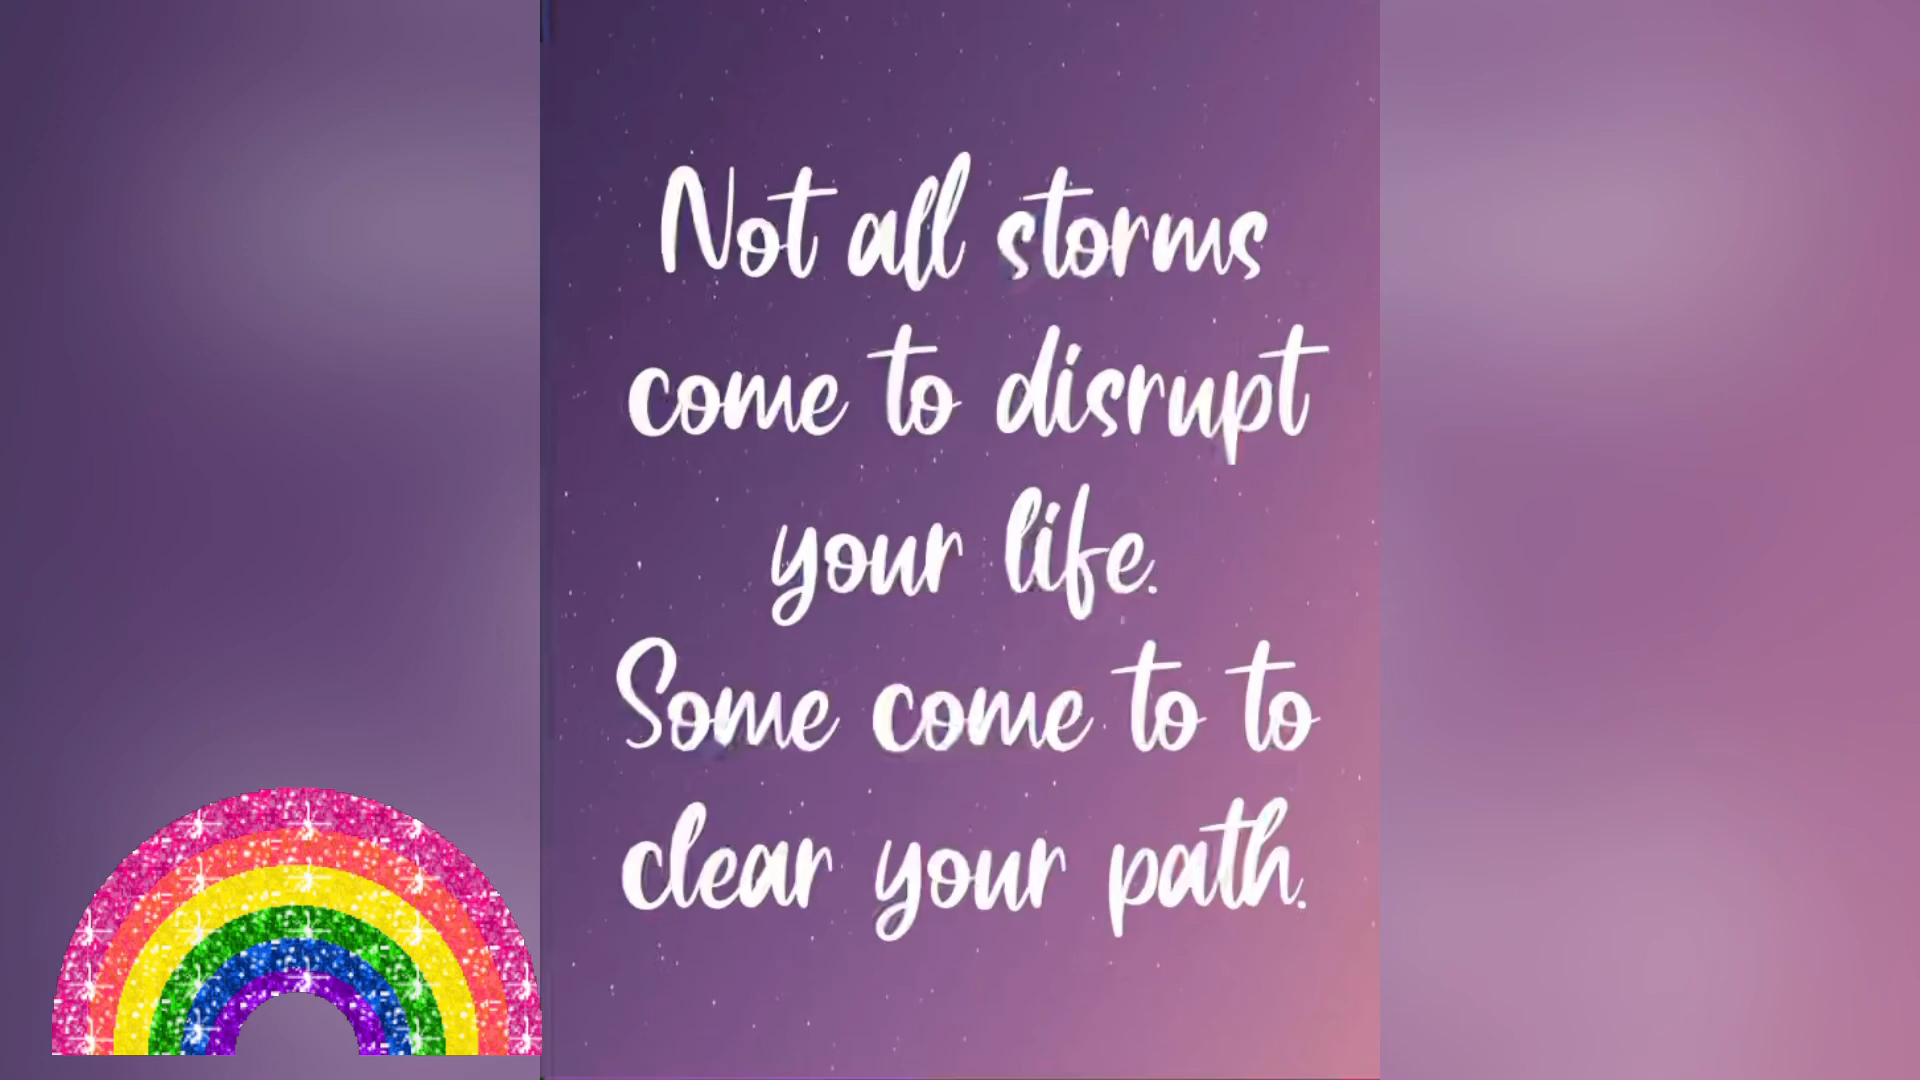 Not all storms
come to disrupt
your life.
Some come to to
clear your path.